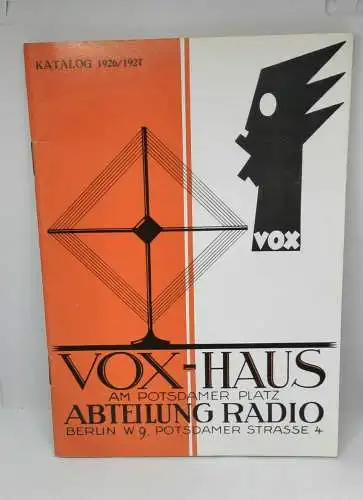 KATALOG 1926/1927
VOX
VOX-HAUS
AM POTSDAMER PLATZ
ABTEILUNG RADIO
BERLIN W 9, POTSDAMER STRASSE 4